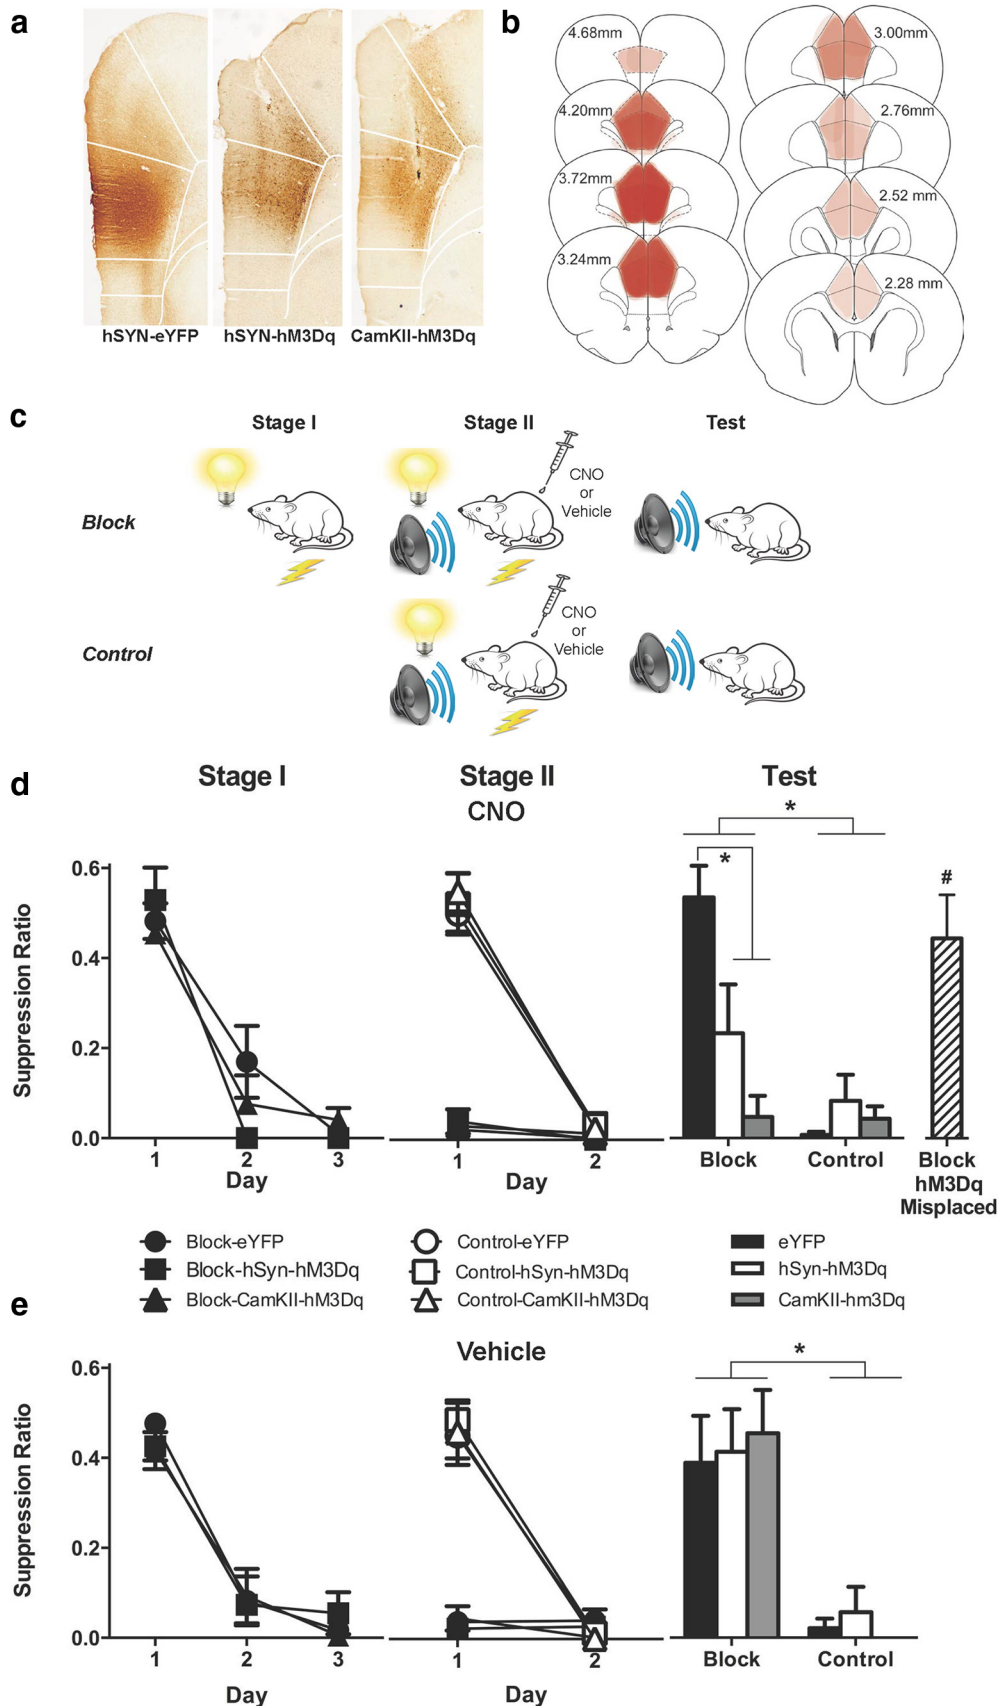 a
b
4.68mm
4.20mm
3.72mm
3.24mm
3.00mm
2.76mm
2.52 mm
2.28 mm
hSYN-eYFP
hSYN-hM3Dq
CamKII-hM3Dq
c
Stage I
Stage II
Test
Block
CNO
or
Vehicle
Control
CNO
or
Vehicle
d
Stage I
Stage II
Test
CNO
*
*
#
Suppression Ratio
0.6
0.4
0.2
0.0
1
2
3
Day
1
2
Day
Block
Control
Block
hM3Dq
Misplaced
Block-eYFP
Control-eYFP
eYFP
Block-hSyn-hM3Dq
Control-hSyn-hM3Dq
hSyn-hM3Dq
Block-CamKII-hM3Dq
Control-CamKII-hM3Dq
CamKII-hm3Dq
e
Vehicle
*
Suppression Ratio
0.6
0.4
0.2
0.0
1
2
3
Day
1
2
Day
Block
Control